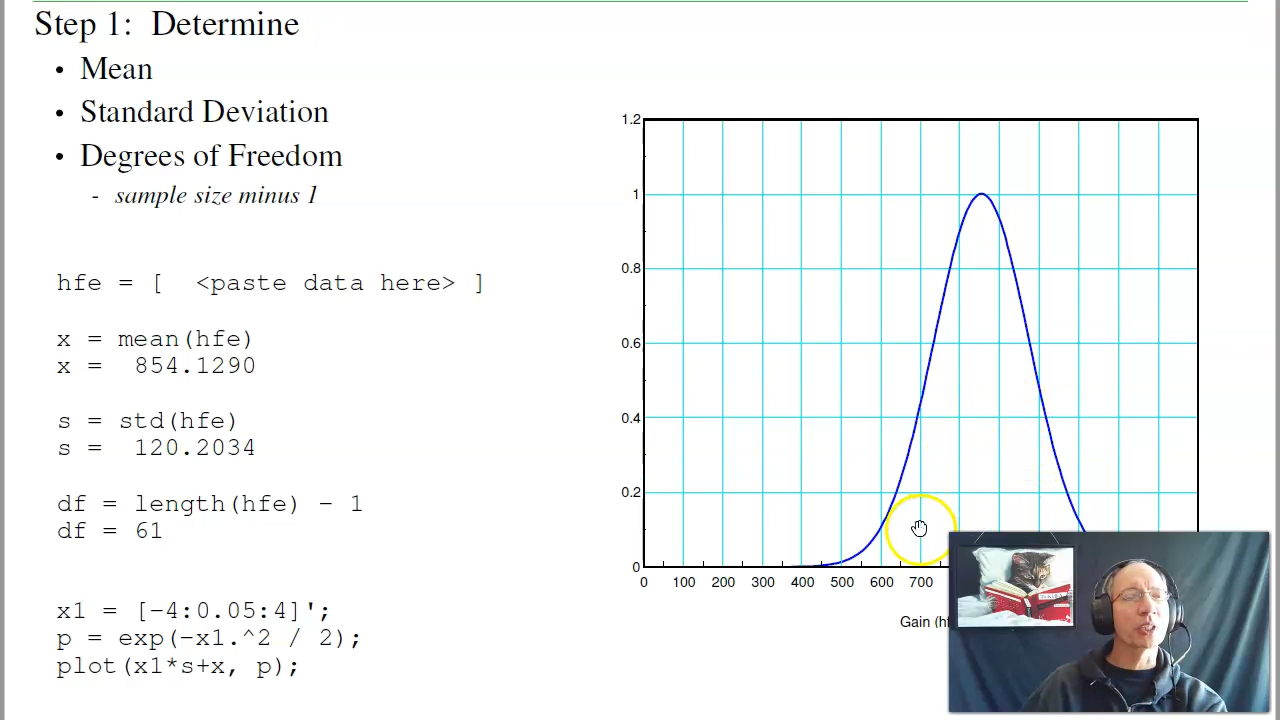 Step 1: Determine
• Mean
• Standard Deviation
• Degrees of Freedom
- sample size minus 1
hfe = [ <paste data here> ]
x = mean(hfe)
x = 854.1290
s = std(hfe)
s = 120.2034
df = length(hfe) - 1
df = 61
x1 = [-4:0.05:4]';
p = exp(-x1.^2 / 2);
plot(x1*s+x, p);
1.2
1
0.8
0.6
0.4
0.2
0
0 100 200 300 400 500 600 700
Gain (hf